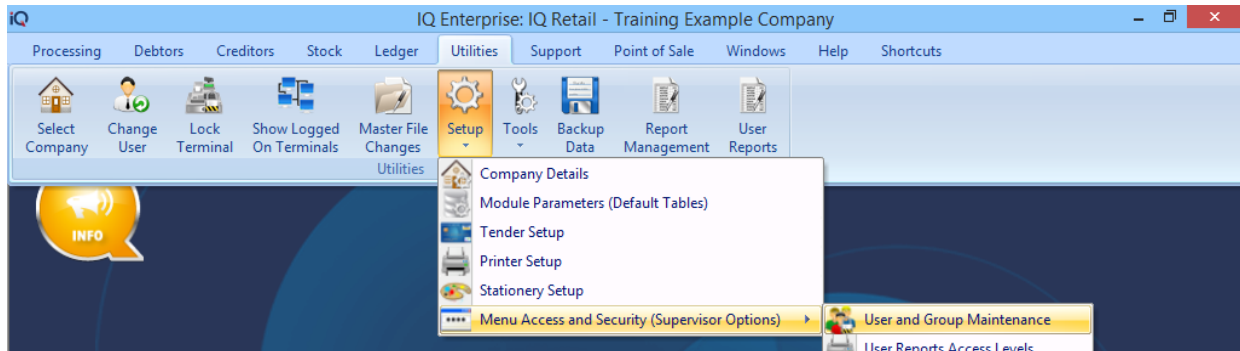 iQ IQ Enterprise: IQ Retail - Training Example Company
Processing Debtors Creditors Stock Ledger Utilities Support Point of Sale Windows Help Shortcuts
Select Company
Change User
Lock Terminal
Show Logged On Terminals
Master File Changes
Setup
Tools
Backup Data
Report Management
User Reports
Utilities
INFO
Company Details
Module Parameters (Default Tables)
Tender Setup
Printer Setup
Stationery Setup
Menu Access and Security (Supervisor Options)
User and Group Maintenance
User Reports Access Levels